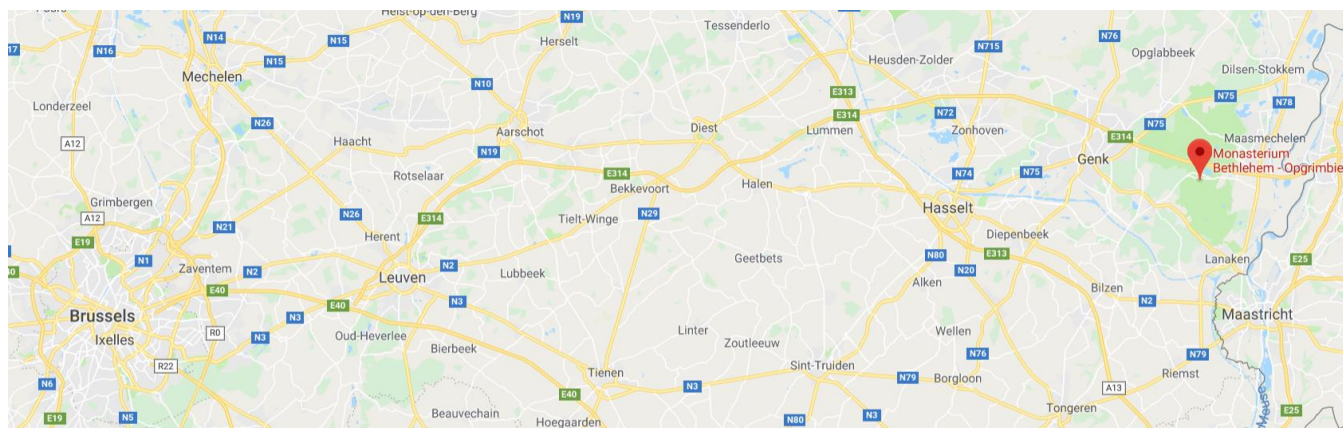 Heist-op-den-Berg
N19
Tessenderlo
N76
N14
N15
N16
N17
Herselt
N715
Opglabbeek
N15
Mechelen
Heusden-Zolder
Dilsen-Stokkem
N10
E313
N75
N78
Londerzeel
N26
E314
N72
Aarschot
Diest
Lummen
Zonhoven
E314
N75
Maasmechelen
A12
Haacht
N19
Genk
Monasterium
Bethlehem - Opgrimbie
Rotselaar
E314
N74
N75
Bekkevoort
Halen
Grimbergen
Hasselt
A12
N26
E314
Tielt-Winge
N29
N21
Herent
Diepenbeek
E19
N80
E313
N1
Zaventem
N2
N2
Geetbets
Lanaken
E25
Leuven
Lubbeek
N20
Alken
Bilzen
E40
N3
N2
E40
Brussels
N3
Maastricht
Ixelles
R0
N3
Oud-Heverlee
Linter
Wellen
Bierbeek
Zoutleeuw
N76
N79
R22
Tienen
Sint-Truiden
Riemst
N6
N3
N79
Borgloon
A13
E40
E19
N5
Beauvechain
Hoegaarden
N80
N3
Tongeren
Meuse
E25